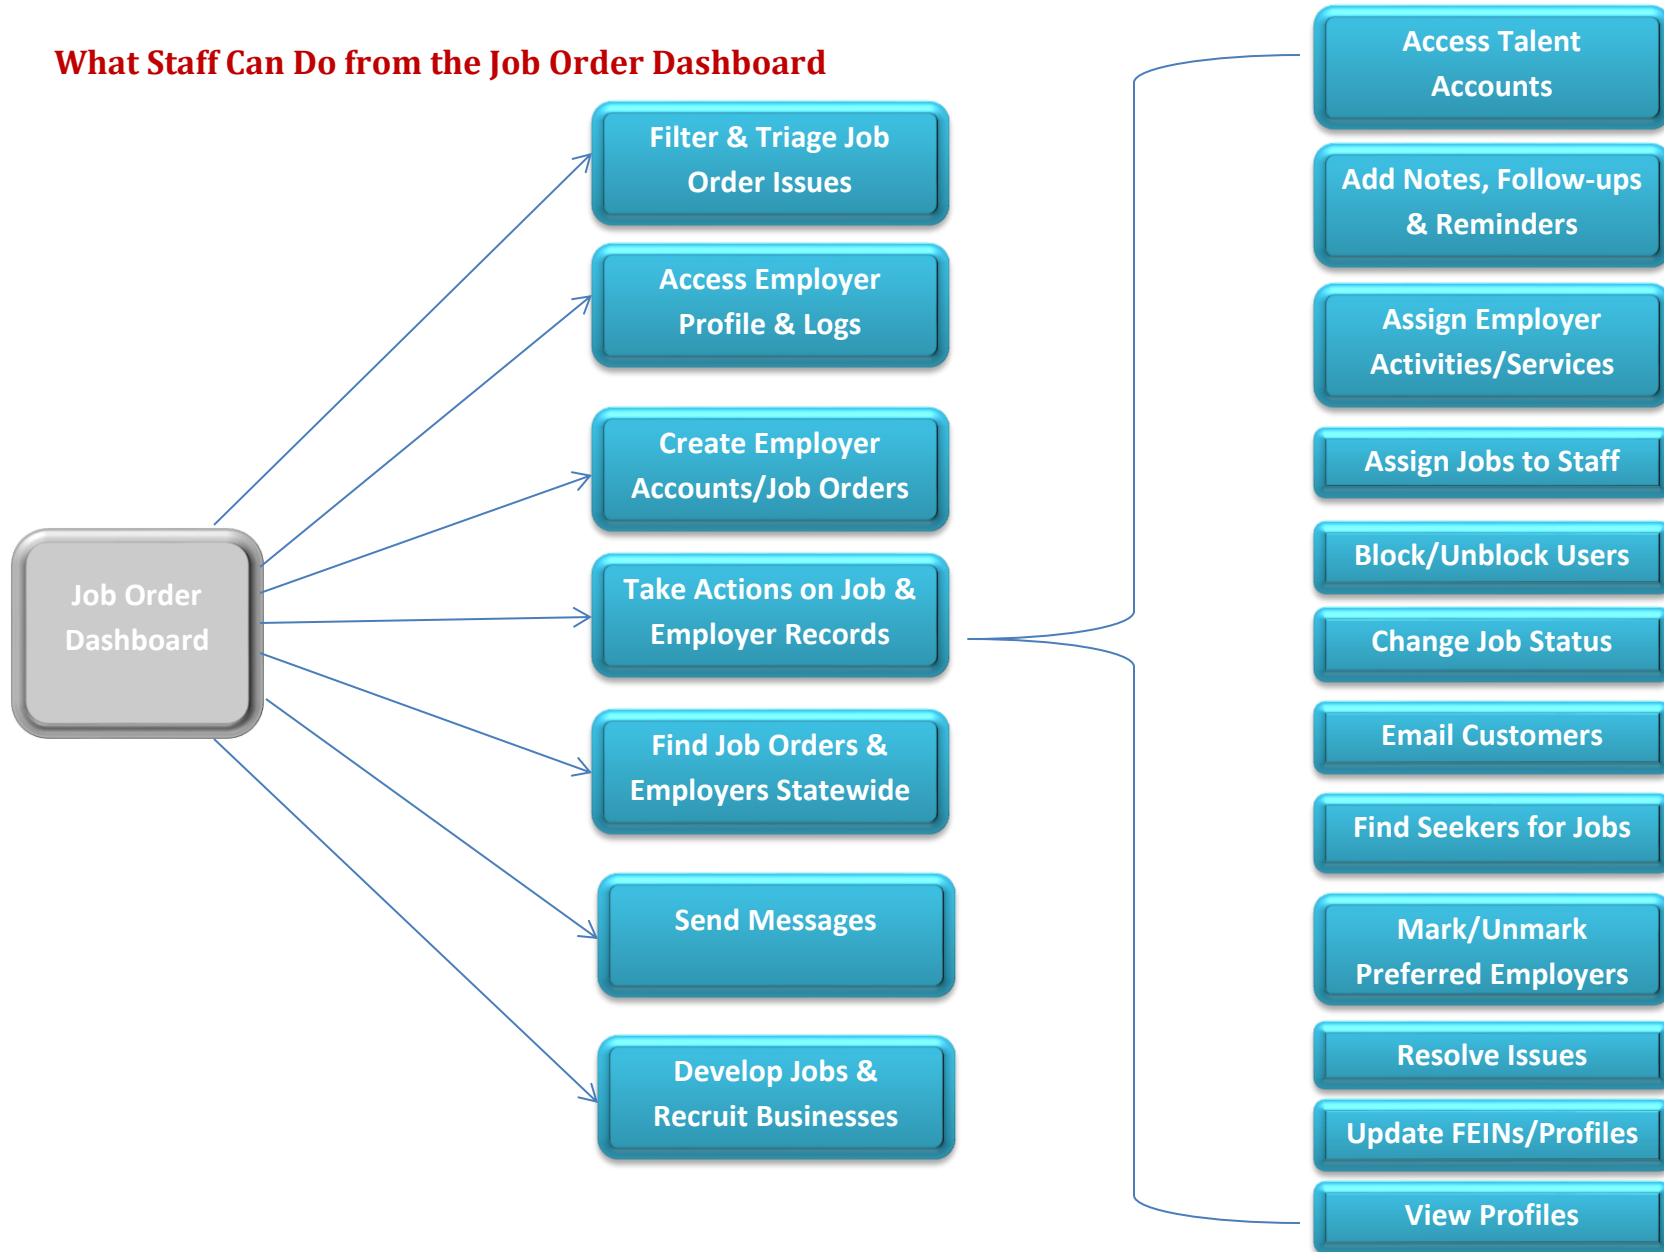 What Staff Can Do from the Job Order Dashboard
Job Order
Dashboard
Filter & Triage Job
Order Issues
Access Employer
Profile & Logs
Create Employer
Accounts/Job Orders
Take Actions on Job &
Employer Records
Find Job Orders &
Employers Statewide
Send Messages
Develop Jobs &
Recruit Businesses
Access Talent
Accounts
Add Notes, Follow-ups
& Reminders
Assign Employer
Activities/Services
Assign Jobs to Staff
Block/Unblock Users
Change Job Status
Email Customers
Find Seekers for Jobs
Mark/Unmark
Preferred Employers
Resolve Issues
Update FEINs/Profiles
View Profiles